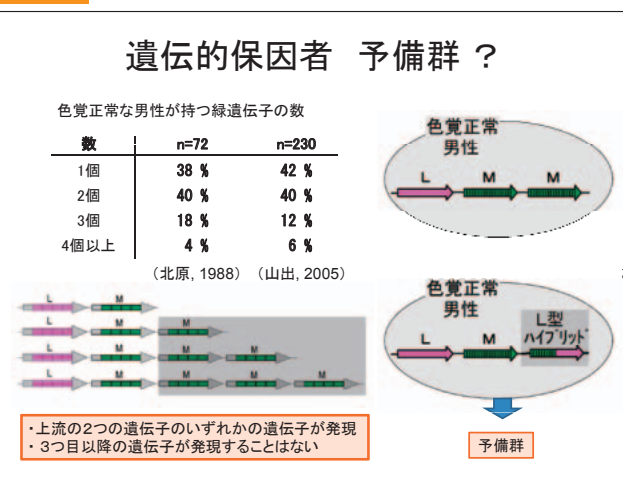 遺伝的保因者　予備群？
色覚正常な男性が持つ緑遺伝子の数
数 n=72 n=230
1個 38 % 42 %
2個 40 % 40 %
3個 18 % 12 %
4個以上 4 % 6 %
（北原, 1988）（山出, 2005）
L M
L M M
L M M M
L M M M M
・上流の2つの遺伝子のいずれかの遺伝子が発現
・3つ目以降の遺伝子が発現することはない
色覚正常
男性
L M M
色覚正常
男性
L型
ハイブリッド
L M
予備群